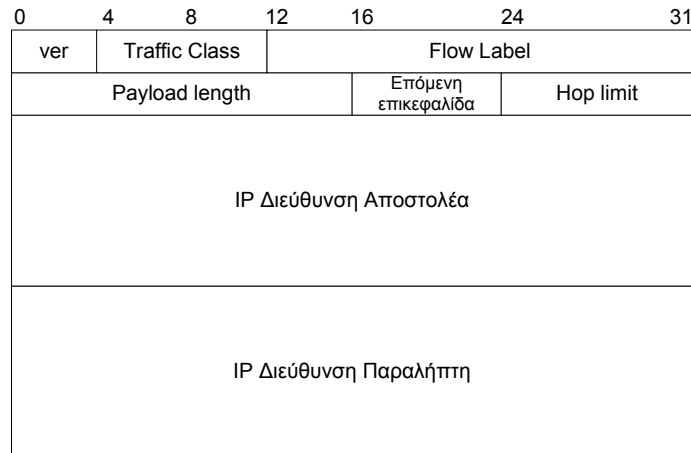 0 4 8 12 16 24 31
ver Traffic Class Flow Label
Payload length Επόμενη επικεφαλίδα Hop limit
IP Διεύθυνση Αποστολέα
IP Διεύθυνση Παραλήπτη